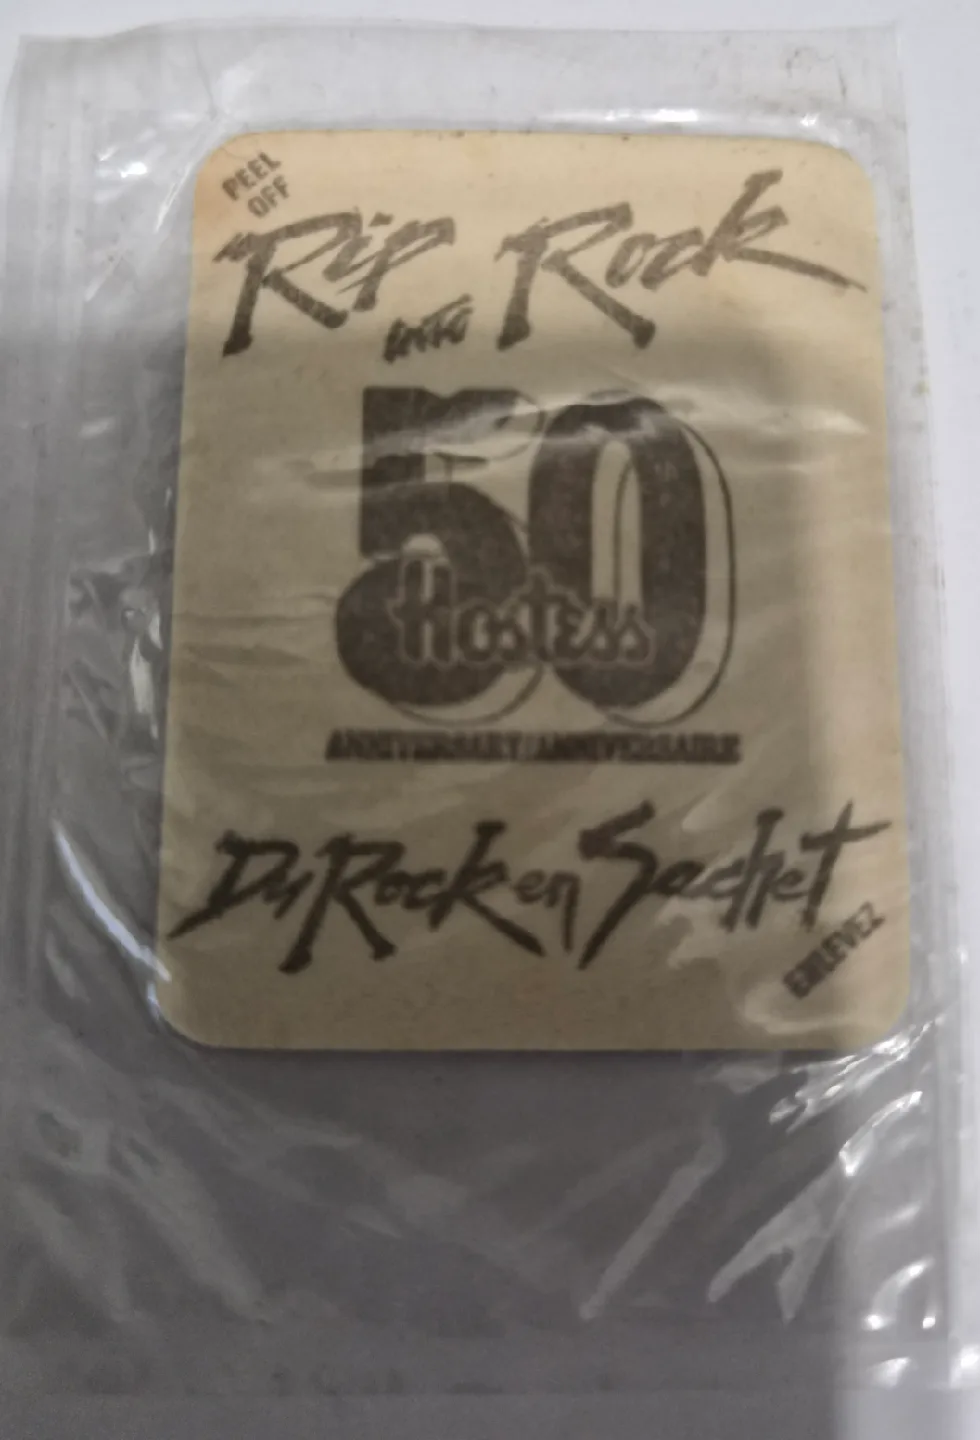 PEEL
OFF
Rip into Rock
50
Hostess
ANNIVERSARY/ANNIVERSAIRE
Du Rock en Sachet
ENLEVEZ